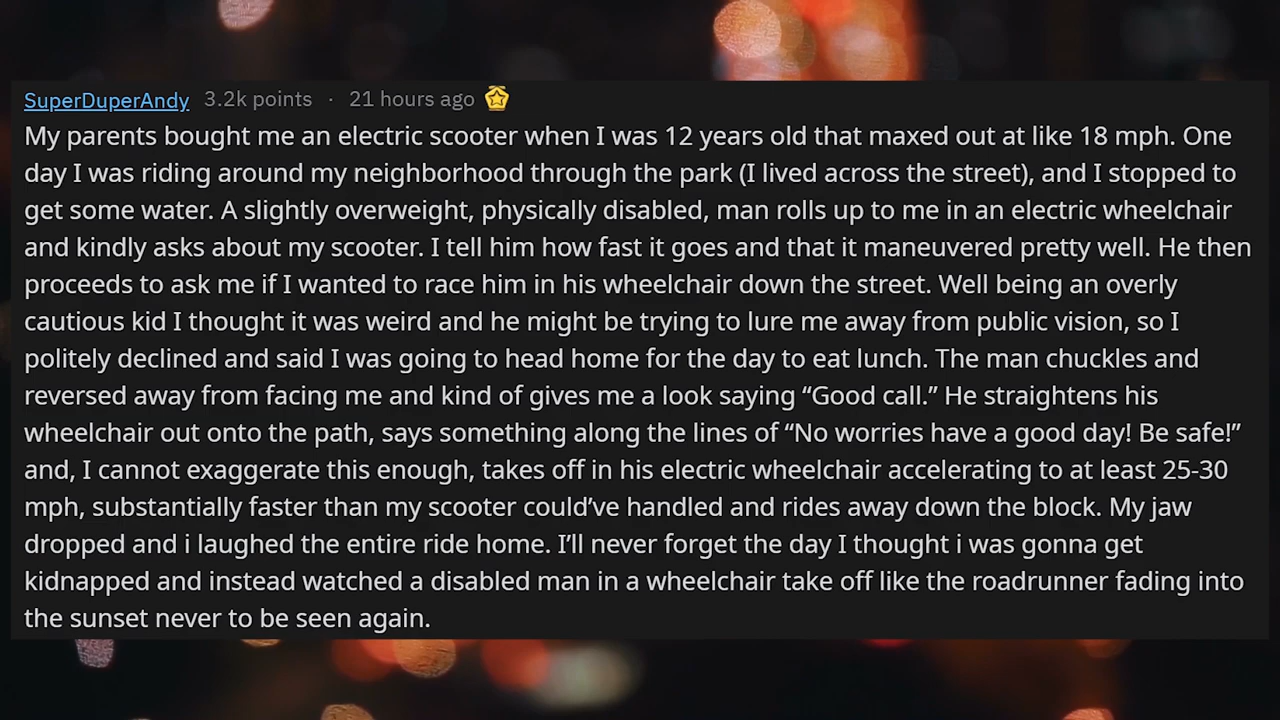 SuperDuperAndy 3.2k points · 21 hours ago
My parents bought me an electric scooter when I was 12 years old that maxed out at like 18 mph. One
day I was riding around my neighborhood through the park (I lived across the street), and I stopped to
get some water. A slightly overweight, physically disabled, man rolls up to me in an electric wheelchair
and kindly asks about my scooter. I tell him how fast it goes and that it maneuvered pretty well. He then
proceeds to ask me if I wanted to race him in his wheelchair down the street. Well being an overly
cautious kid I thought it was weird and he might be trying to lure me away from public vision, so I
politely declined and said I was going to head home for the day to eat lunch. The man chuckles and
reversed away from facing me and kind of gives me a look saying “Good call.” He straightens his
wheelchair out onto the path, says something along the lines of “No worries have a good day! Be safe!”
and, I cannot exaggerate this enough, takes off in his electric wheelchair accelerating to at least 25-30
mph, substantially faster than my scooter could’ve handled and rides away down the block. My jaw
dropped and i laughed the entire ride home. I’ll never forget the day I thought i was gonna get
kidnapped and instead watched a disabled man in a wheelchair take off like the roadrunner fading into
the sunset never to be seen again.